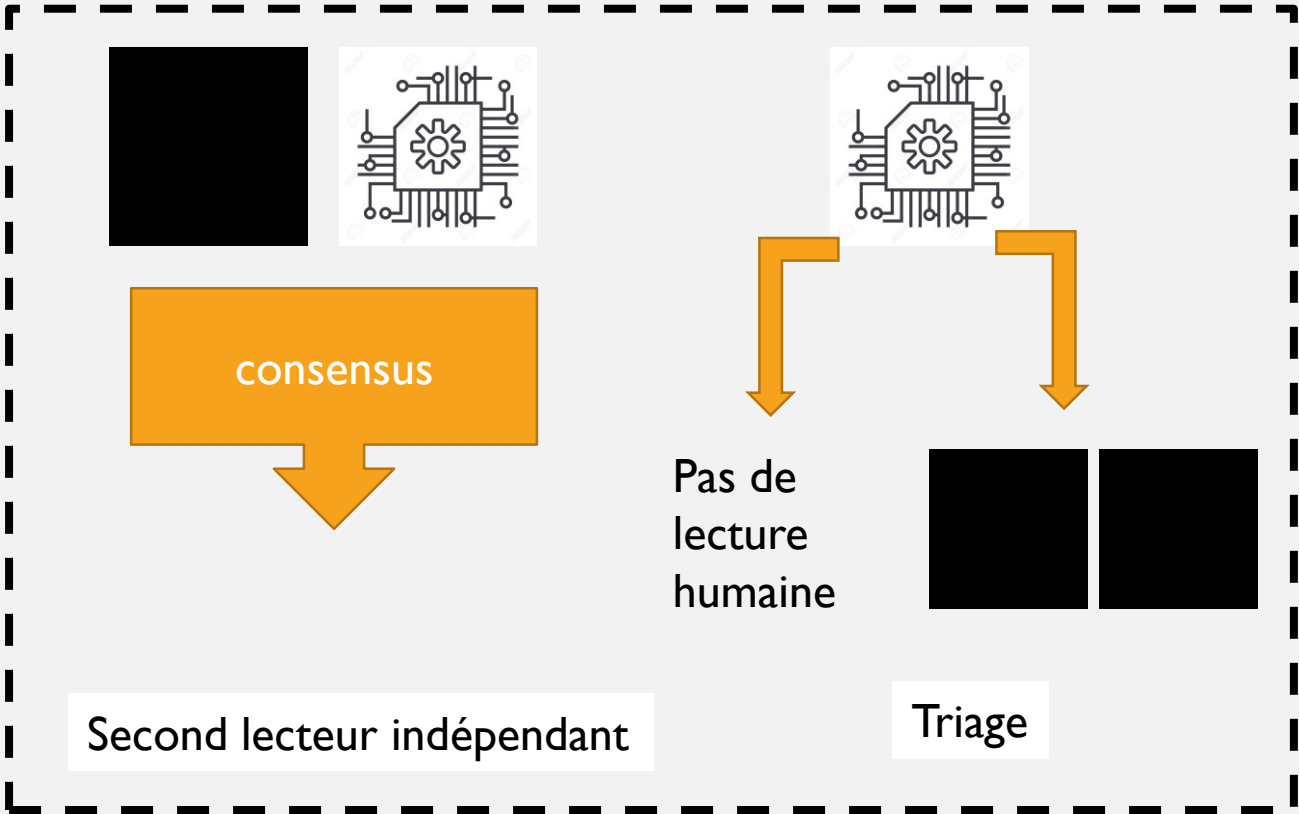 consensus
Pas de
lecture
humaine
Second lecteur indépendant
Triage